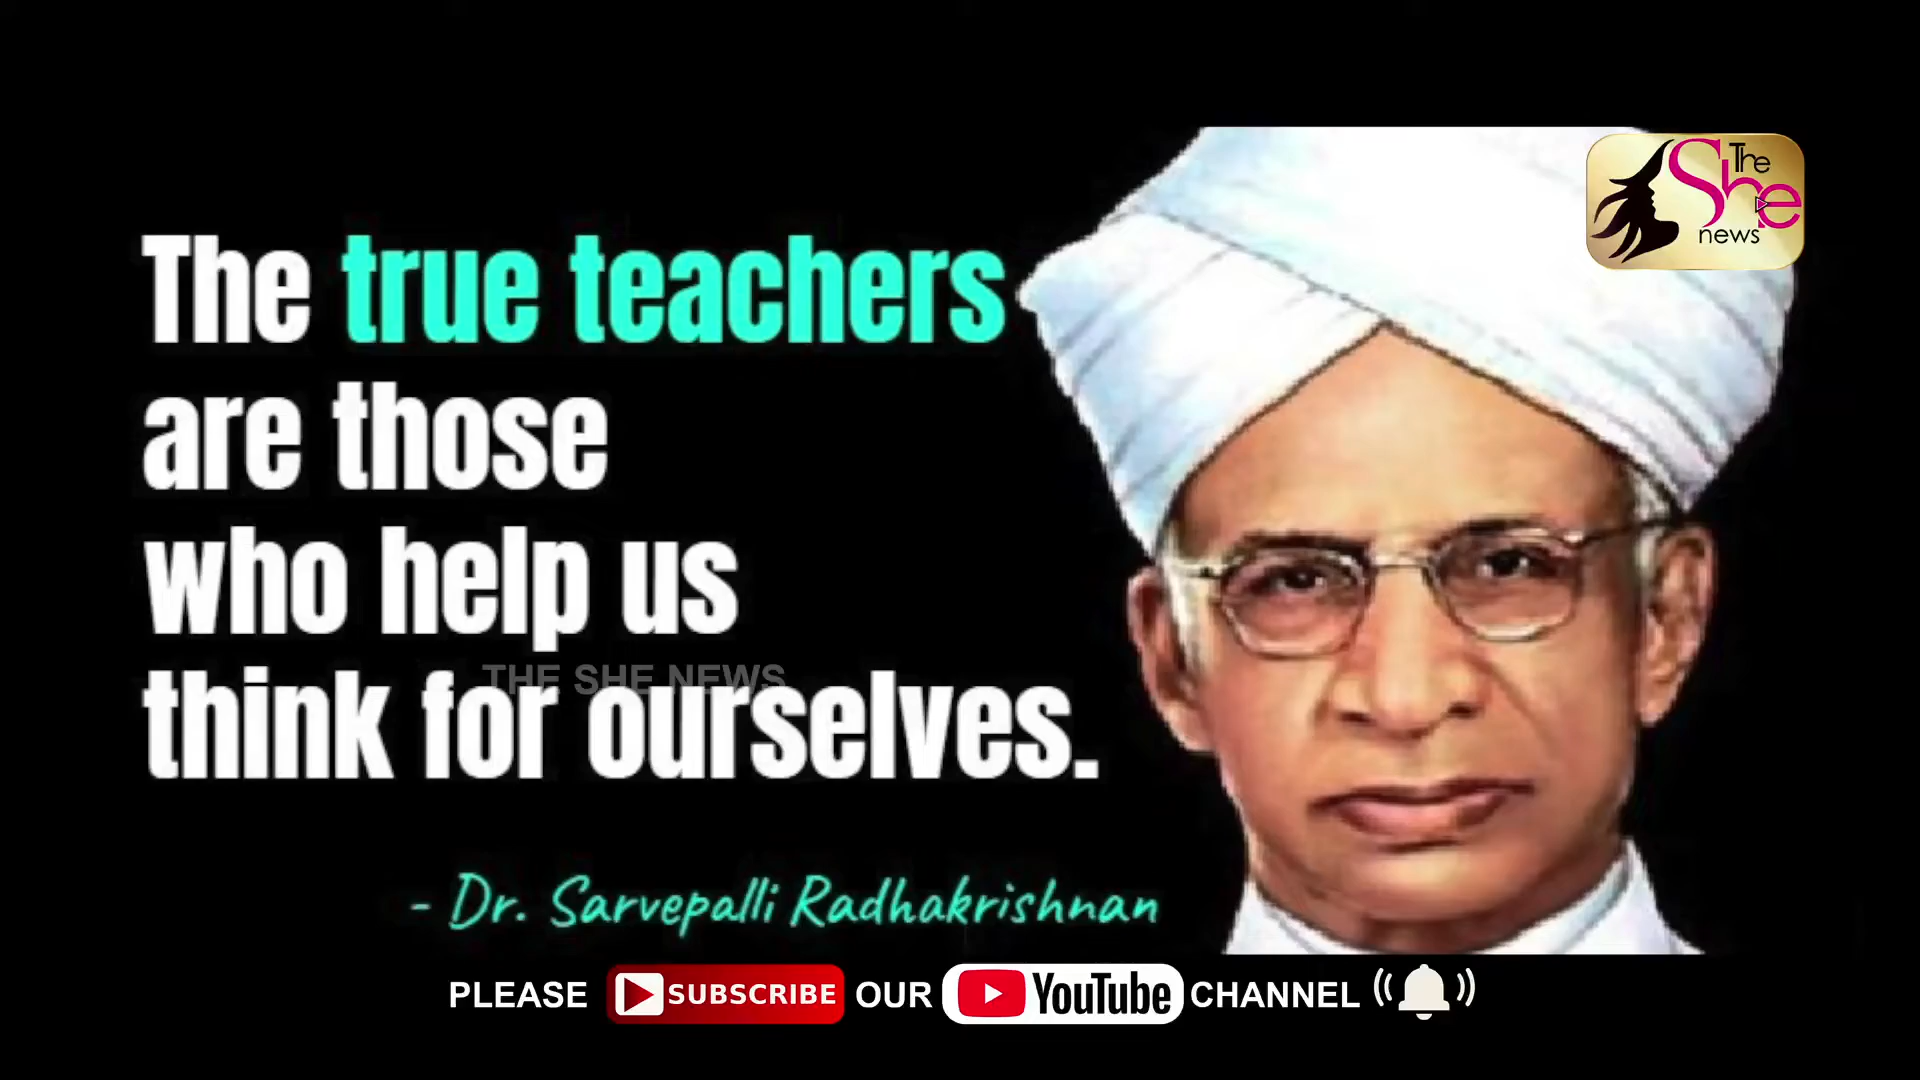 The She news
The true teachers
are those
who help us
THE SHE NEWS
think for ourselves.
- Dr. Sarvepalli Radhakrishnan
PLEASE SUBSCRIBE OUR YouTube CHANNEL